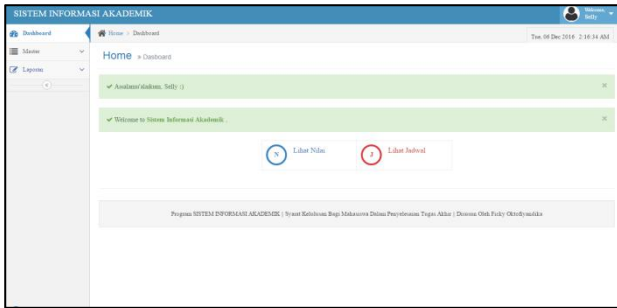 SISTEM INFORMASI AKADEMIK
Welcome,
Selly
Dashboard
Home > Dashboard
Tue, 06 Dec 2016 2:16:34 AM
Master
Laporan
Home » Dasboard
Assalamu'alaikum, Selly :)
Welcome to Sistem Informasi Akademik .
N Lihat Nilai
J Lihat Jadwal
Program SISTEM INFORMASI AKADEMIK | Syarat Kelulusan Bagi Mahasiswa Dalam Penyelesaian Tugas Akhir | Disusun Oleh Ficky Oktofiyandika